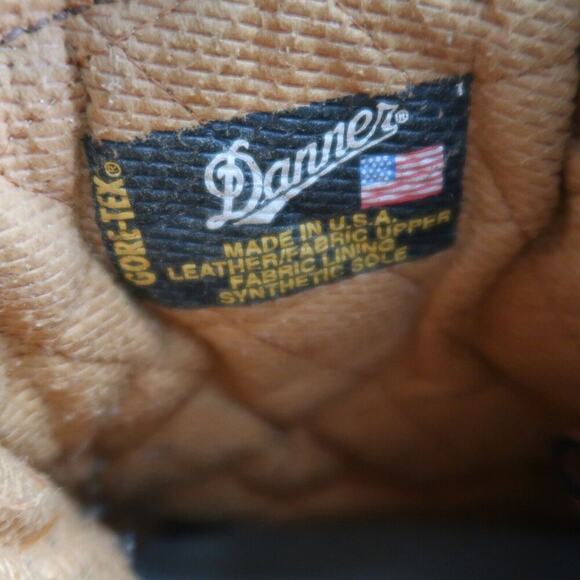 Danner®
GORE-TEX®
MADE IN U.S.A.
LEATHER/FABRIC UPPER
FABRIC LINING
SYNTHETIC SOLE